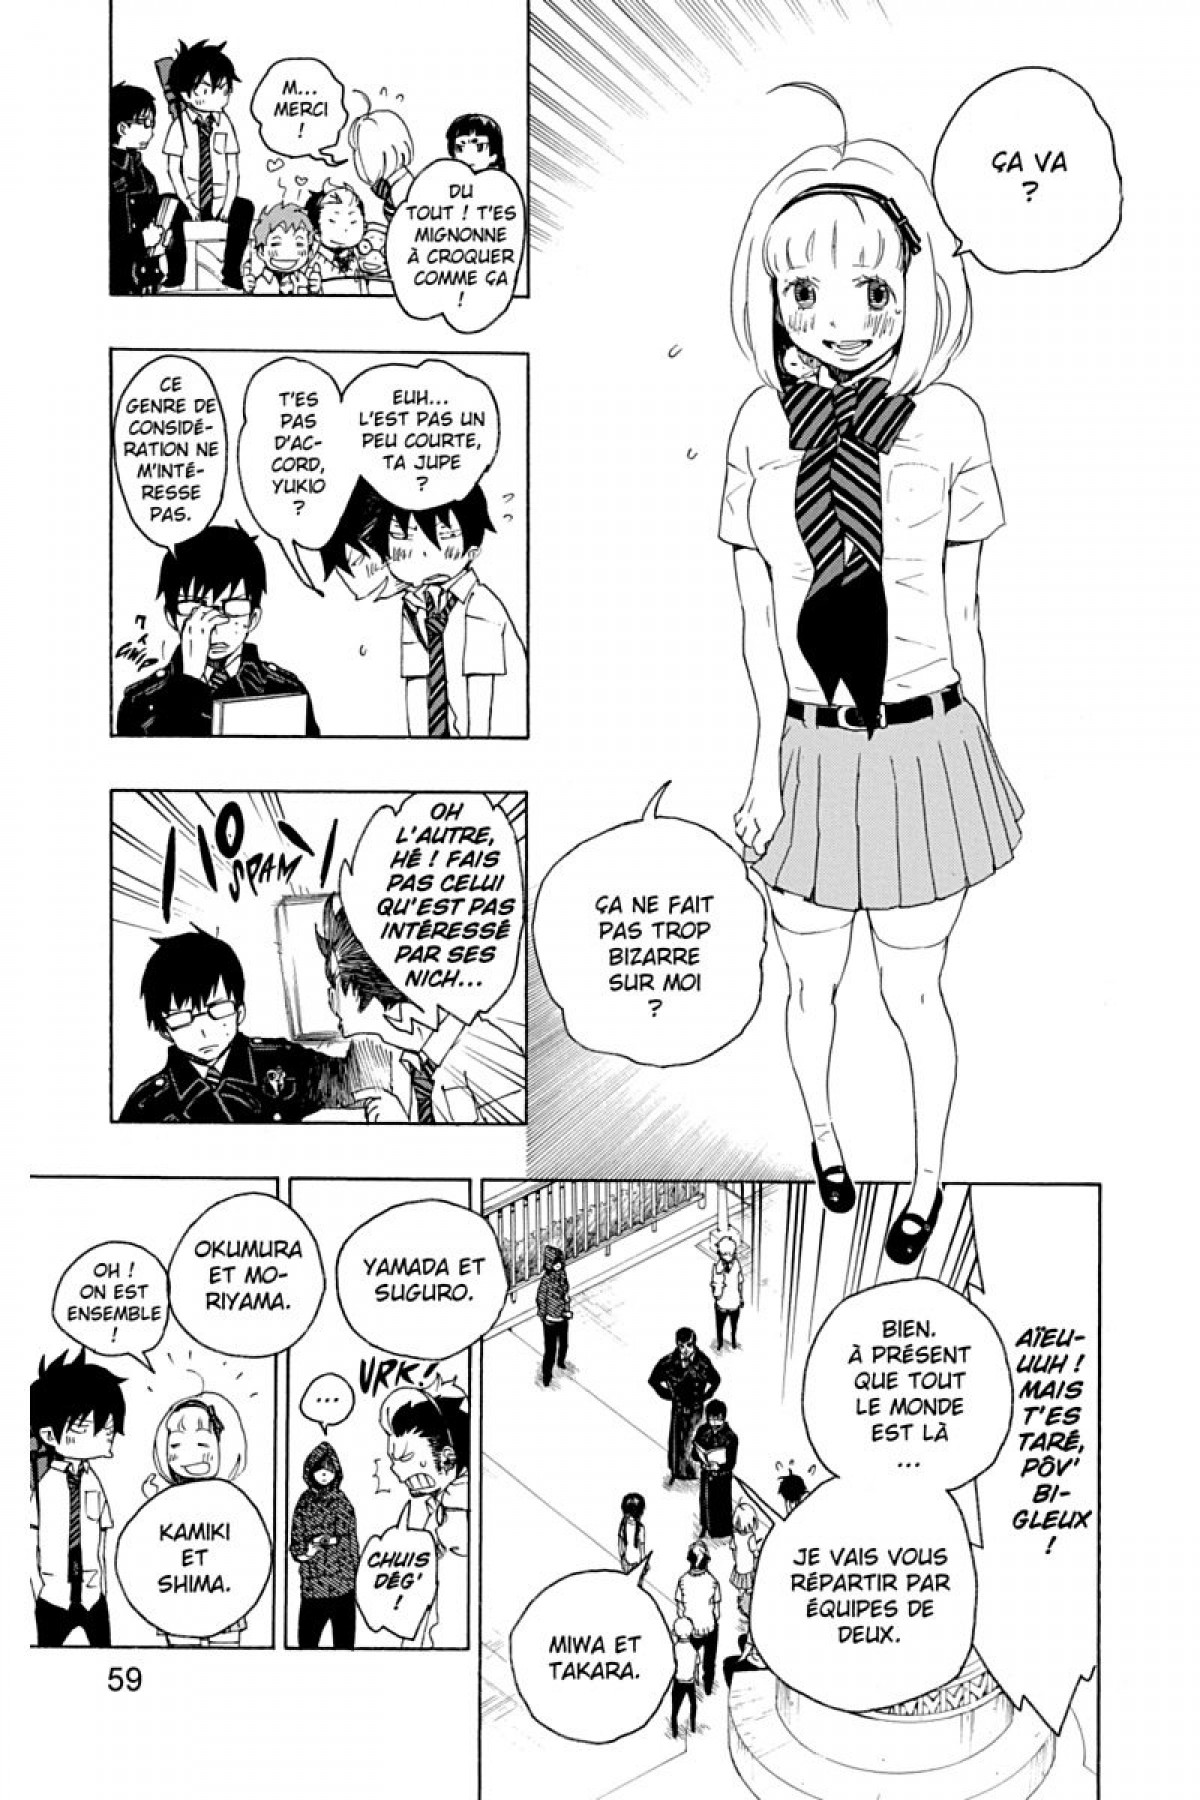 ÇA VA
?
ÇA NE FAIT
PAS TROP
BIZARRE
SUR MOI
?
M...
MERCI
!
DU
TOUT ! T'ES
MIGNONNE
À CROQUER
COMME ÇA
!
EUH...
L'EST PAS UN
PEU COURTE,
TA JUPE
?
T'ES
PAS
D'AC-
CORD,
YUKIO
?
CE
GENRE DE
CONSIDÉ-
RATION NE
M'INTÉ-
RESSE
PAS.
GWIP
OH
L'AUTRE,
HÉ ! FAIS
PAS CELUI
QU'EST PAS
INTÉRESSÉ
PAR SES
NICH...
SPAM
AÏEU-
UUH !
MAIS
T'ES
TARÉ,
PÔV'
BI-
GLEUX
!
BIEN.
À PRÉSENT
QUE TOUT
LE MONDE
EST LÀ
...
JE VAIS VOUS
RÉPARTIR PAR
ÉQUIPES DE
DEUX.
MIWA ET
TAKARA.
YAMADA ET
SUGURO.
...
URK!
CHUIS
DÉG'
!
OKUMURA
ET MO-
RIYAMA.
OH !
ON EST
ENSEMBLE
!
KAMIKI
ET
SHIMA.
59